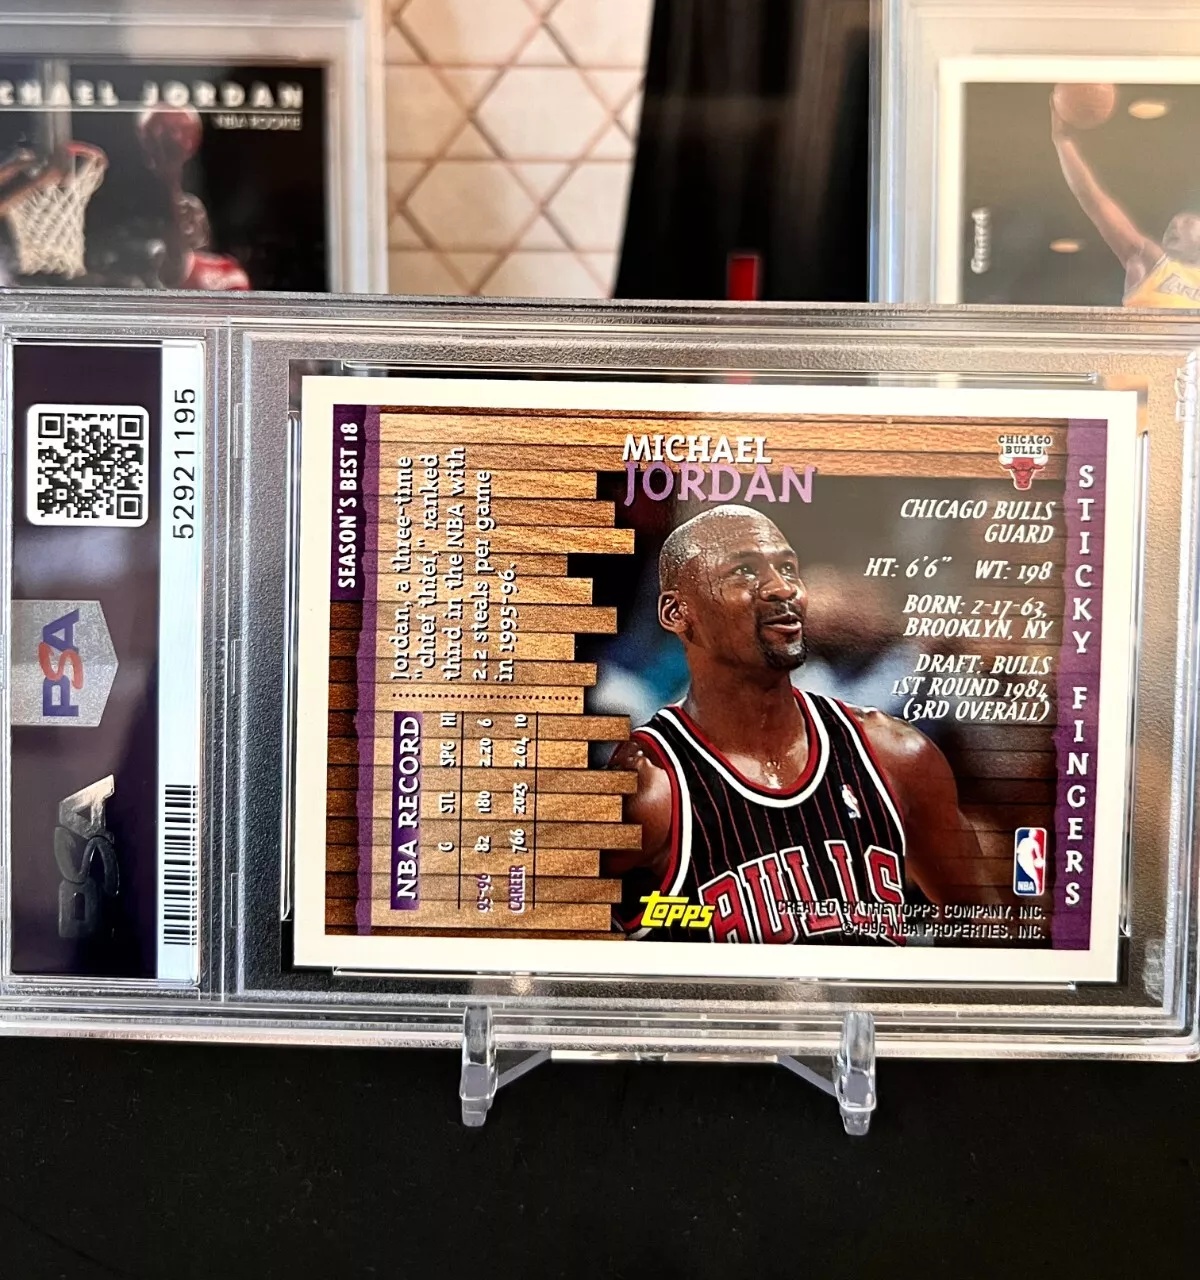 MICHAEL JORDAN
NBA ROOKIE
Guard
52921195
PSA
PSA
SEASON'S BEST 18
Jordan, a three-time
"chief thief," ranked
third in the NBA with
2.2 steals per game
in 1995-96.
NBA RECORD
G STL SPG HI
95-96 82 180 2.20 6
CAREER 766 2025 2.64 10
MICHAEL
JORDAN
CHICAGO
BULLS
CHICAGO BULLS
GUARD
HT: 6'6" WT: 198
BORN: 2-17-63,
BROOKLYN, NY
DRAFT: BULLS
1ST ROUND 1984
(3RD OVERALL)
STICKY FINGERS
BULLS
NBA
TOPPS
CREATED BY THE TOPPS COMPANY, INC.
©1996 NBA PROPERTIES, INC.